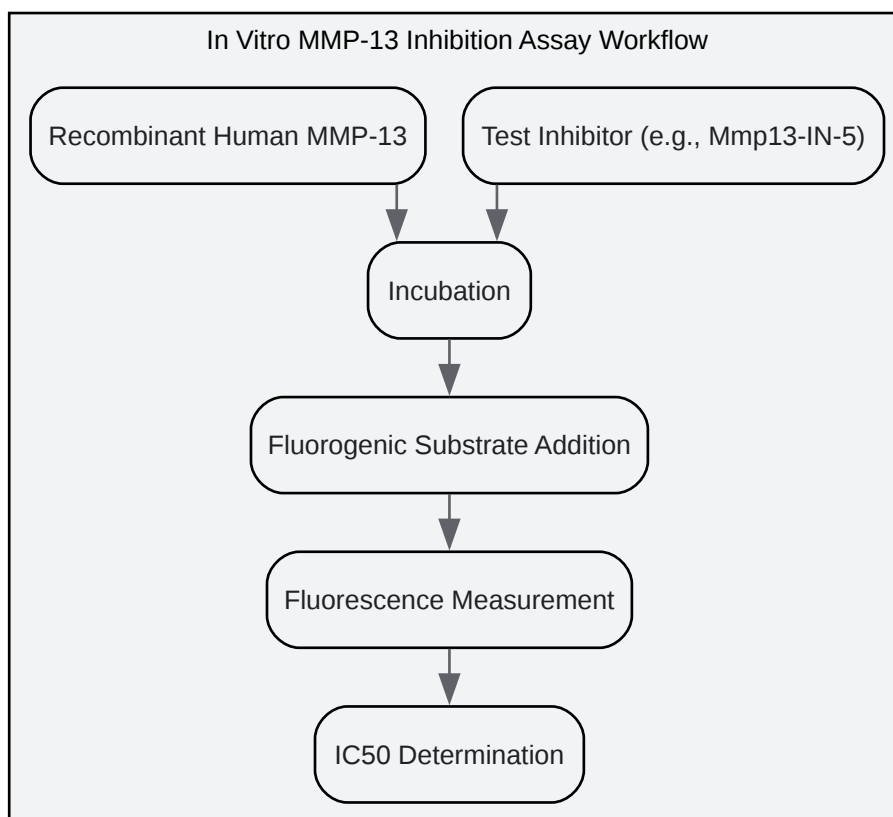 In Vitro MMP-13 Inhibition Assay Workflow
Recombinant Human MMP-13
Test Inhibitor (e.g., Mmp13-IN-5)
Incubation
Fluorogenic Substrate Addition
Fluorescence Measurement
IC50 Determination